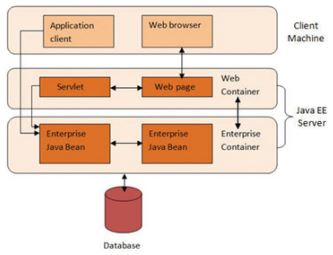 Application
client
Web browser
Client
Machine
Servlet
Web page
Web
Container
Java EE
Server
Enterprise
Java Bean
Enterprise
Java Bean
Enterprise
Container
Database